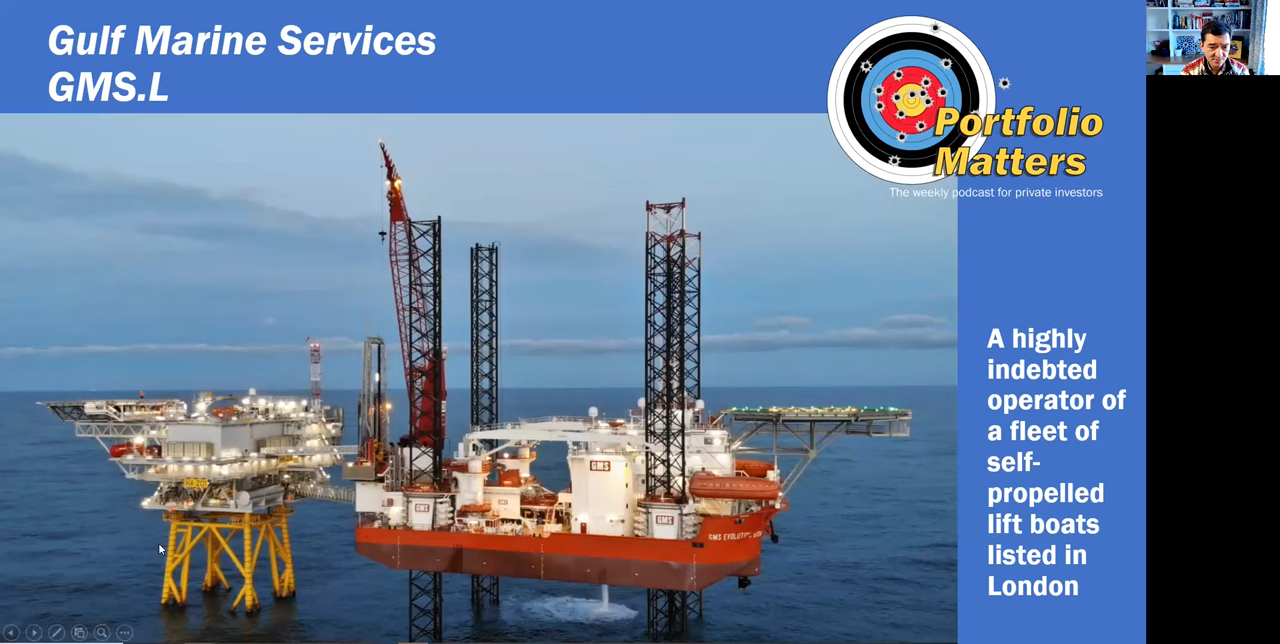 Gulf Marine Services
GMS.L
Portfolio
Matters
The weekly podcast for private investors
A highly
indebted
operator of
a fleet of
self-
propelled
lift boats
listed in
London
GMS
GMS
GMS